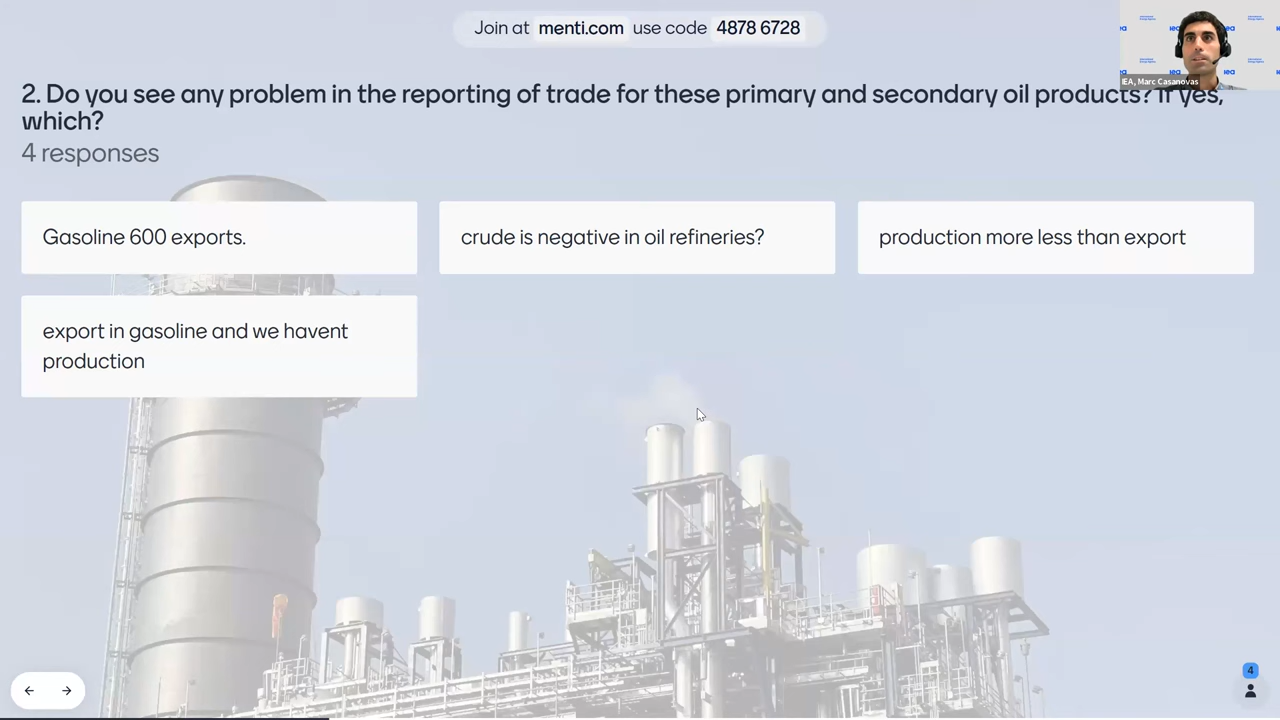 Join at menti.com use code 4878 6728
iea
IEA, Marc Casanovas
2. Do you see any problem in the reporting of trade for these primary and secondary oil products? If yes,
which?
4 responses
Gasoline 600 exports.
crude is negative in oil refineries?
production more less than export
export in gasoline and we havent
production
4